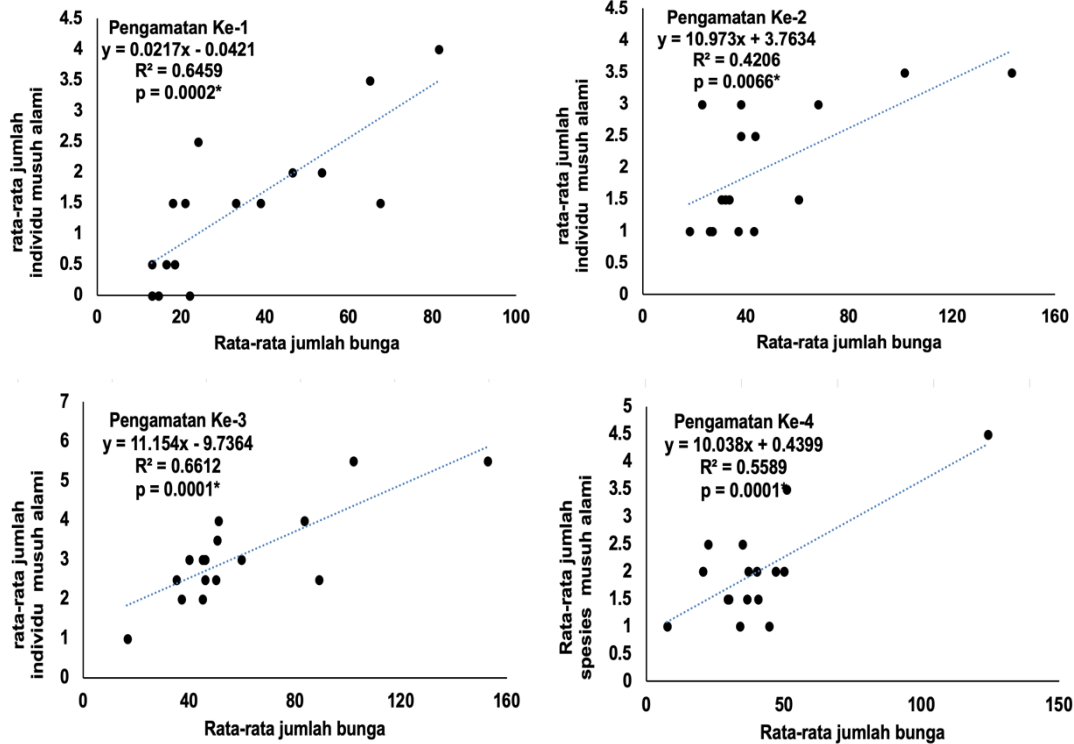 4.5
4
3.5
3
2.5
2
1.5
1
0.5
0
rata-rata jumlah
individu musuh alami
Pengamatan Ke-1
y = 0.0217x - 0.0421
R² = 0.6459
p = 0.0002*
0 20 40 60 80 100
Rata-rata jumlah bunga
4.5
4
3.5
3
2.5
2
1.5
1
0.5
0
rata-rata jumlah
individu musuh alami
Pengamatan Ke-2
y = 10.973x + 3.7634
R² = 0.4206
p = 0.0066*
0 40 80 120 160
Rata-rata jumlah bunga
7
6
5
4
3
2
1
0
rata-rata jumlah
individu musuh alami
Pengamatan Ke-3
y = 11.154x - 9.7364
R² = 0.6612
p = 0.0001*
0 40 80 120 160
Rata-rata jumlah bunga
5
4.5
4
3.5
3
2.5
2
1.5
1
0.5
0
Rata-rata jumlah
spesies musuh alami
Pengamatan Ke-4
y = 10.038x + 0.4399
R² = 0.5589
p = 0.0001*
0 50 100 150
Rata-rata jumlah bunga